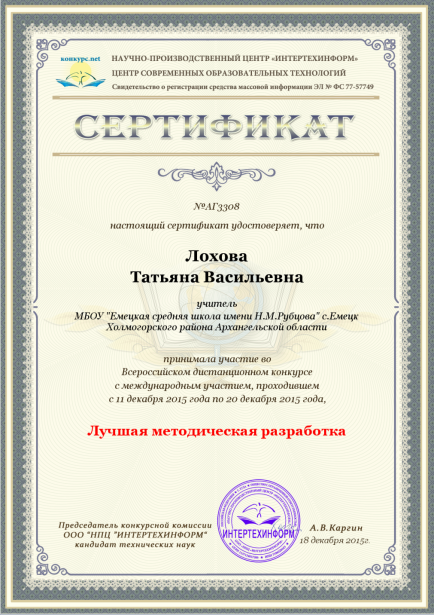 конкурс.net
НАУЧНО-ПРОИЗВОДСТВЕННЫЙ ЦЕНТР «ИНТЕРТЕХИНФОРМ»
ЦЕНТР СОВРЕМЕННЫХ ОБРАЗОВАТЕЛЬНЫХ ТЕХНОЛОГИЙ
Свидетельство о регистрации средства массовой информации ЭЛ № ФС 77-57749
СЕРТИФИКАТ
№АГ3308
настоящий сертификат удостоверяет, что
Лохова
Татьяна Васильевна
учитель
МБОУ "Емецкая средняя школа имени Н.М.Рубцова" с.Емецк
Холмогорского района Архангельской области
принимала участие во
Всероссийском дистанционном конкурсе
с международным участием, проходившем
с 11 декабря 2015 года по 20 декабря 2015 года,
Лучшая методическая разработка
Председатель конкурсной комиссии
ООО "НПЦ "ИНТЕРТЕХИНФОРМ"
кандидат технических наук
ИНТЕРТЕХИНФОРМ
А.В.Каргин
18 декабря 2015г.